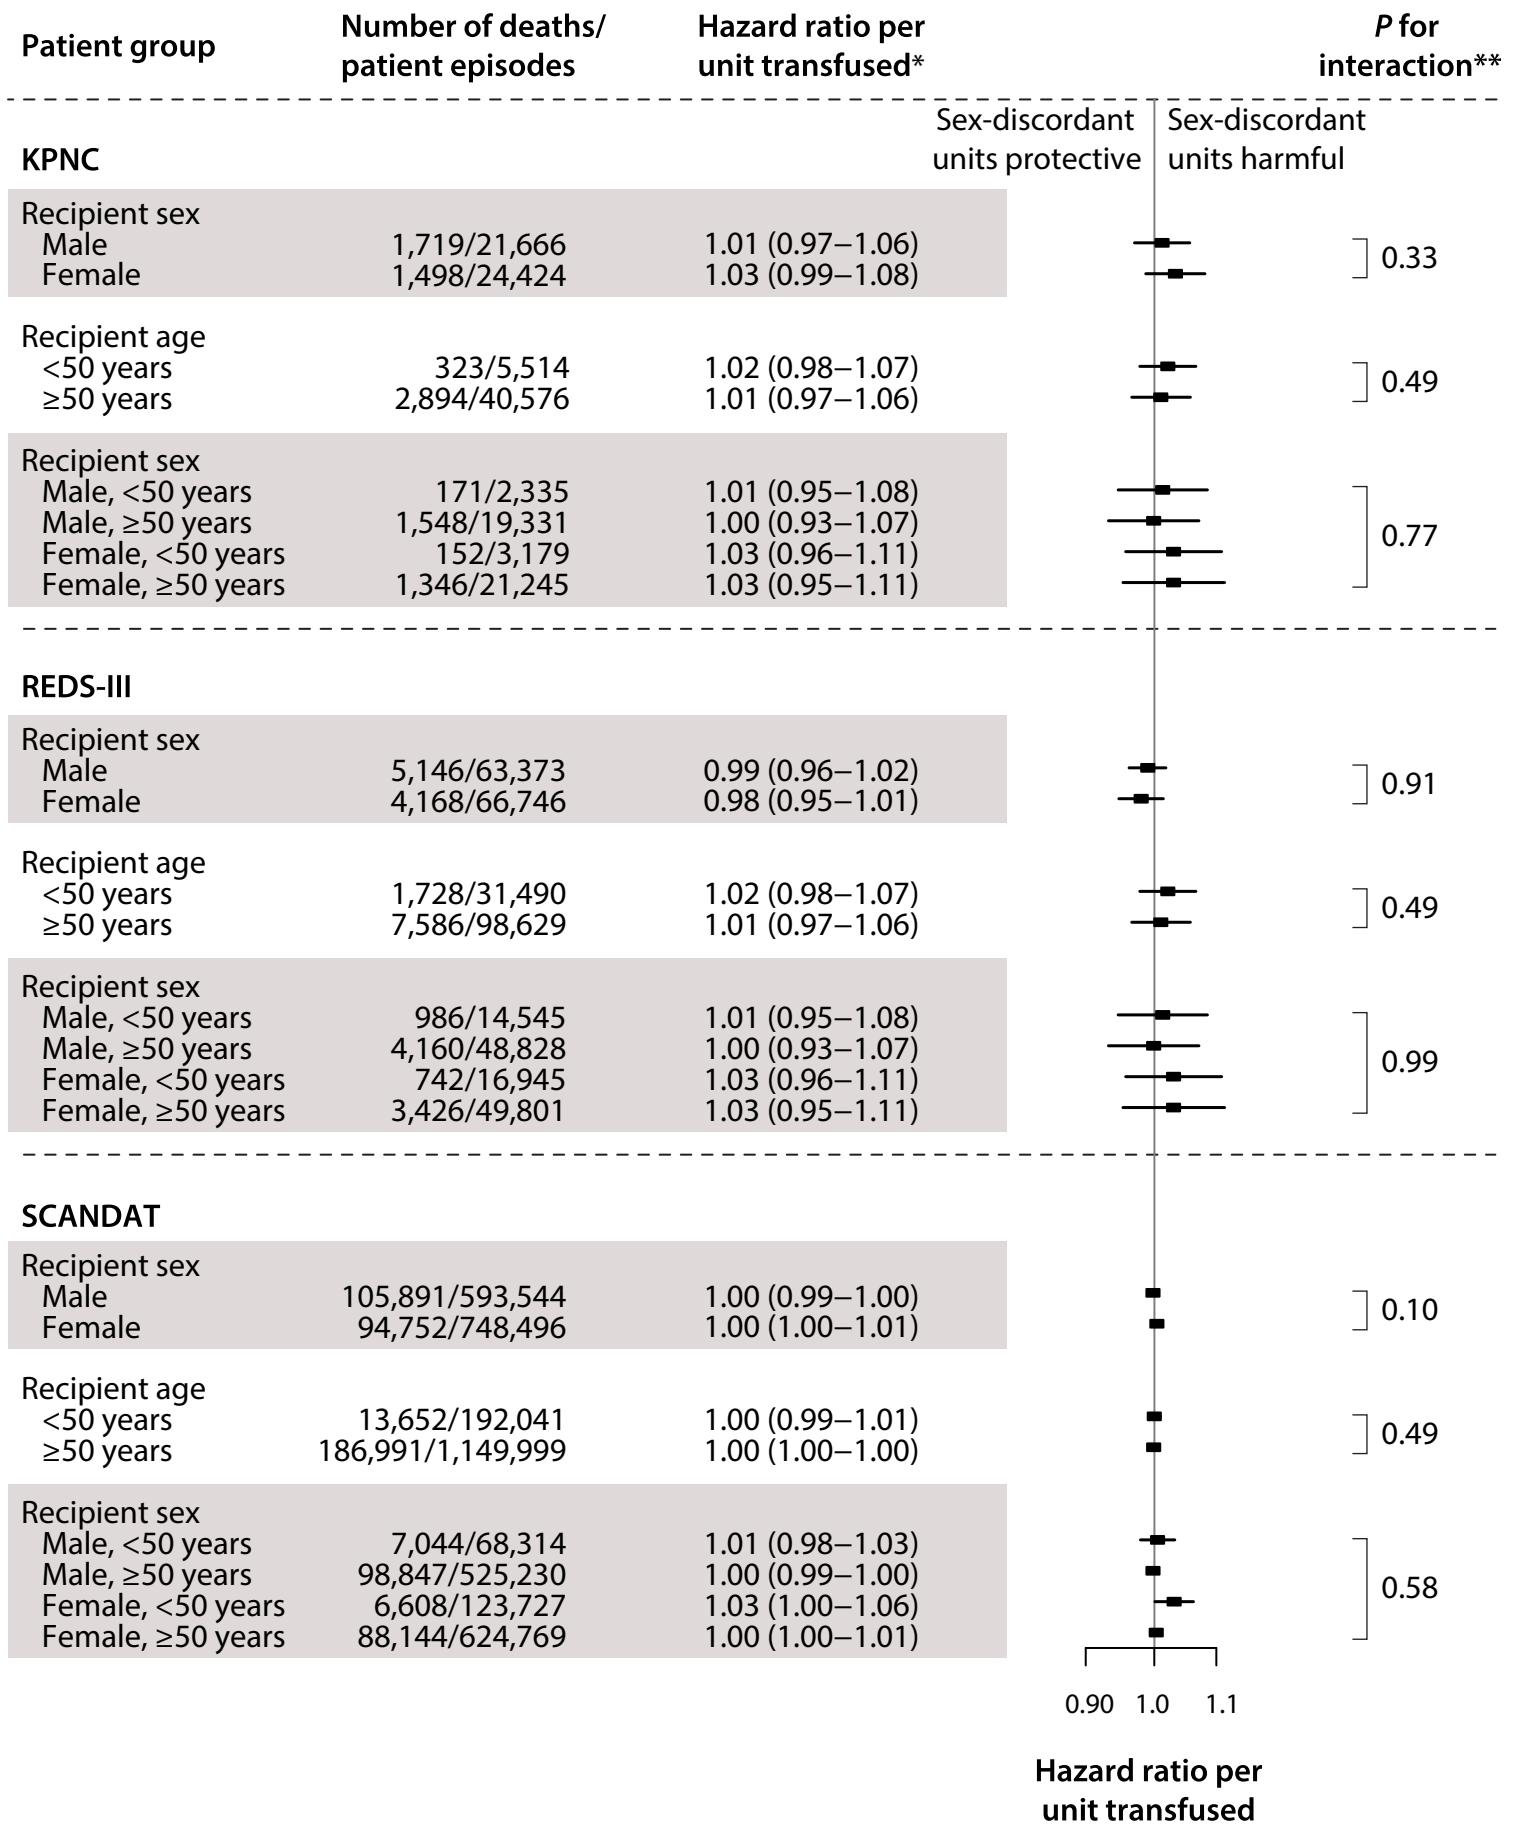 Patient group
Number of deaths/
patient episodes
Hazard ratio per
unit transfused*
P for
interaction**
Sex-discordant
units protective
Sex-discordant
units harmful
KPNC
Recipient sex
Male 1,719/21,666 1.01 (0.97–1.06)
Female 1,498/24,424 1.03 (0.99–1.08)
0.33
Recipient age
<50 years 323/5,514 1.02 (0.98–1.07)
≥50 years 2,894/40,576 1.01 (0.97–1.06)
0.49
Recipient sex
Male, <50 years 171/2,335 1.01 (0.95–1.08)
Male, ≥50 years 1,548/19,331 1.00 (0.93–1.07)
Female, <50 years 152/3,179 1.03 (0.96–1.11)
Female, ≥50 years 1,346/21,245 1.03 (0.95–1.11)
0.77
REDS-III
Recipient sex
Male 5,146/63,373 0.99 (0.96–1.02)
Female 4,168/66,746 0.98 (0.95–1.01)
0.91
Recipient age
<50 years 1,728/31,490 1.02 (0.98–1.07)
≥50 years 7,586/98,629 1.01 (0.97–1.06)
0.49
Recipient sex
Male, <50 years 986/14,545 1.01 (0.95–1.08)
Male, ≥50 years 4,160/48,828 1.00 (0.93–1.07)
Female, <50 years 742/16,945 1.03 (0.96–1.11)
Female, ≥50 years 3,426/49,801 1.03 (0.95–1.11)
0.99
SCANDAT
Recipient sex
Male 105,891/593,544 1.00 (0.99–1.00)
Female 94,752/748,496 1.00 (1.00–1.01)
0.10
Recipient age
<50 years 13,652/192,041 1.00 (0.99–1.01)
≥50 years 186,991/1,149,999 1.00 (1.00–1.00)
0.49
Recipient sex
Male, <50 years 7,044/68,314 1.01 (0.98–1.03)
Male, ≥50 years 98,847/525,230 1.00 (0.99–1.00)
Female, <50 years 6,608/123,727 1.03 (1.00–1.06)
Female, ≥50 years 88,144/624,769 1.00 (1.00–1.01)
0.58
0.90 1.0 1.1
Hazard ratio per
unit transfused